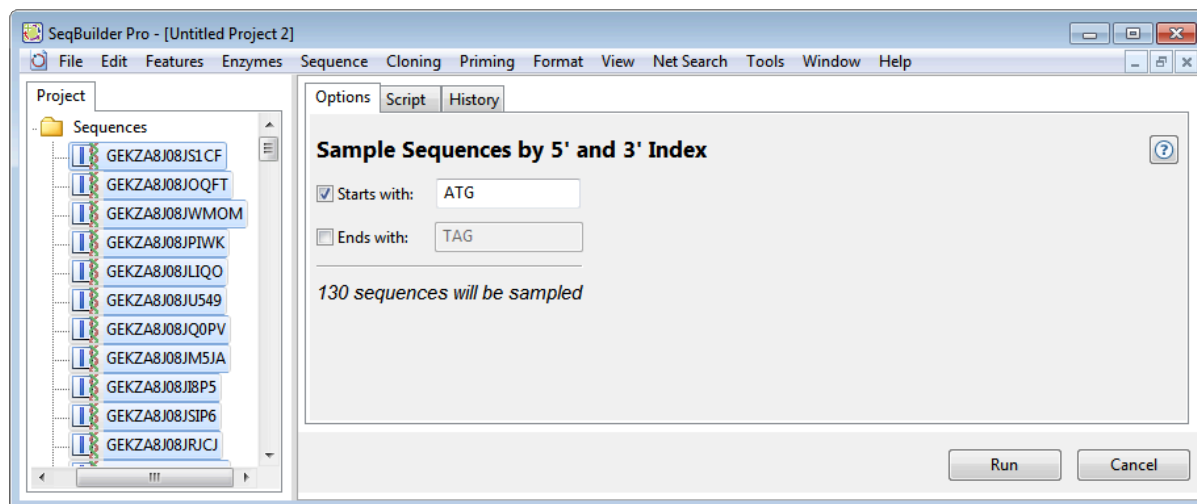 SeqBuilder Pro - [Untitled Project 2]
File Edit Features Enzymes Sequence Cloning Priming Format View Net Search Tools Window Help
Project
Sequences
GEKZA8J08JS1CF
GEKZA8J08JOQFT
GEKZA8J08JWMOM
GEKZA8J08JPIWK
GEKZA8J08JLIQO
GEKZA8J08JU549
GEKZA8J08JQ0PV
GEKZA8J08JM5JA
GEKZA8J08JI8P5
GEKZA8J08JSIP6
GEKZA8J08JRJCJ
Options Script History
Sample Sequences by 5' and 3' Index
?
Starts with: ATG
Ends with: TAG
130 sequences will be sampled
Run Cancel